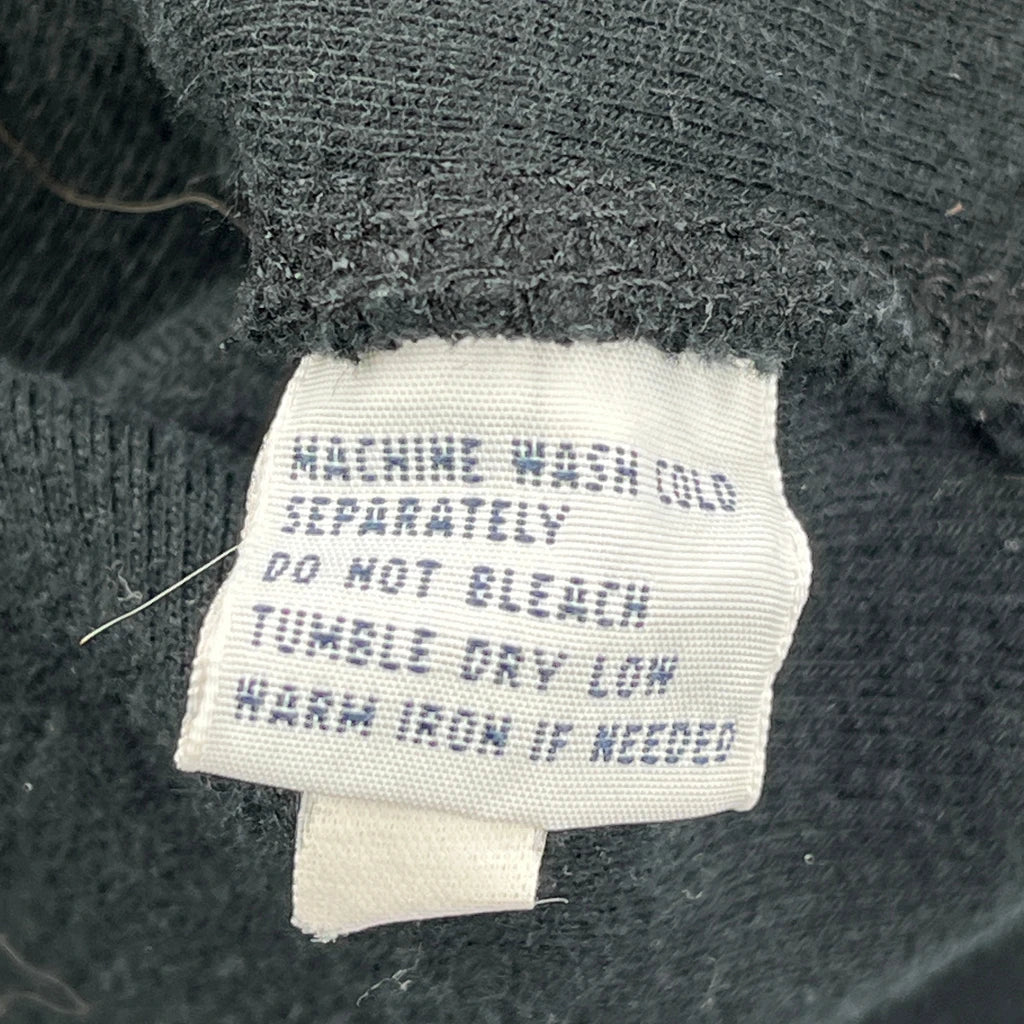 MACHINE WASH COLD
SEPARATELY
DO NOT BLEACH
TUMBLE DRY LOW
WARM IRON IF NEEDED